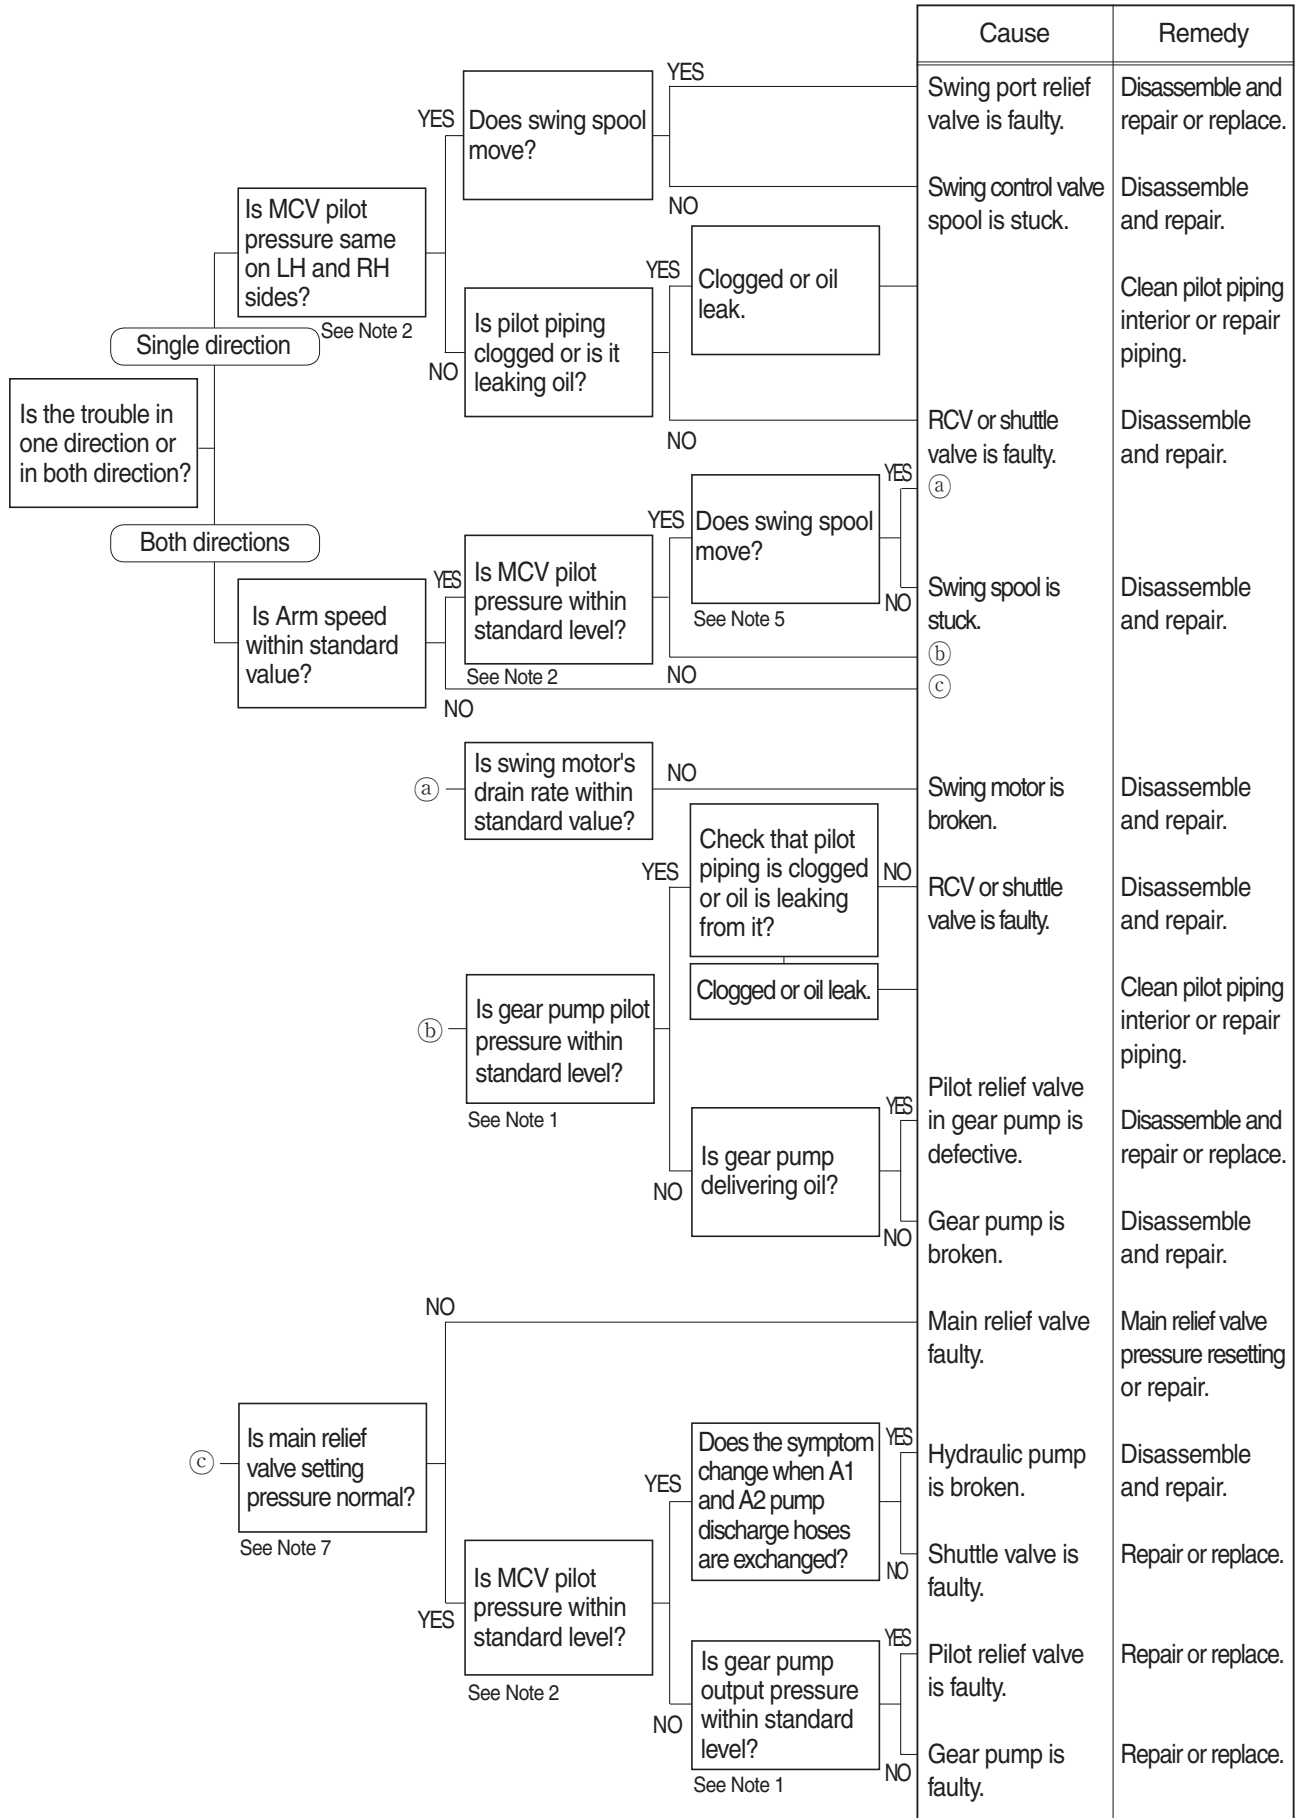 Cause
Remedy
YES
Swing port relief
valve is faulty.
Disassemble and
repair or replace.
YES
Does swing spool
move?
NO
Swing control valve
spool is stuck.
Disassemble
and repair.
Is MCV pilot
pressure same
on LH and RH
sides?
See Note 2
YES
Clogged or oil
leak.
Clean pilot piping
interior or repair
piping.
Single direction
NO
Is pilot piping
clogged or is it
leaking oil?
NO
RCV or shuttle
valve is faulty.
Disassemble
and repair.
Is the trouble in
one direction or
in both direction?
Both directions
YES
ⓐ
YES
Does swing spool
move?
See Note 5
NO
Swing spool is
stuck.
Disassemble
and repair.
YES
Is MCV pilot
pressure within
standard level?
See Note 2
NO
ⓑ
Is Arm speed
within standard
value?
NO
ⓒ
ⓐ
Is swing motor's
drain rate within
standard value?
NO
Swing motor is
broken.
Disassemble
and repair.
YES
Check that pilot
piping is clogged
or oil is leaking
from it?
NO
RCV or shuttle
valve is faulty.
Disassemble
and repair.
Clogged or oil leak.
Clean pilot piping
interior or repair
piping.
ⓑ
Is gear pump pilot
pressure within
standard level?
See Note 1
YES
Pilot relief valve
in gear pump is
defective.
Disassemble and
repair or replace.
NO
Is gear pump
delivering oil?
NO
Gear pump is
broken.
Disassemble
and repair.
NO
Main relief valve
faulty.
Main relief valve
pressure resetting
or repair.
ⓒ
Is main relief
valve setting
pressure normal?
See Note 7
YES
Does the symptom
change when A1
and A2 pump
discharge hoses
are exchanged?
YES
Hydraulic pump
is broken.
Disassemble
and repair.
NO
Shuttle valve is
faulty.
Repair or replace.
YES
Is MCV pilot
pressure within
standard level?
See Note 2
NO
Is gear pump
output pressure
within standard
level?
See Note 1
YES
Pilot relief valve
is faulty.
Repair or replace.
NO
Gear pump is
faulty.
Repair or replace.